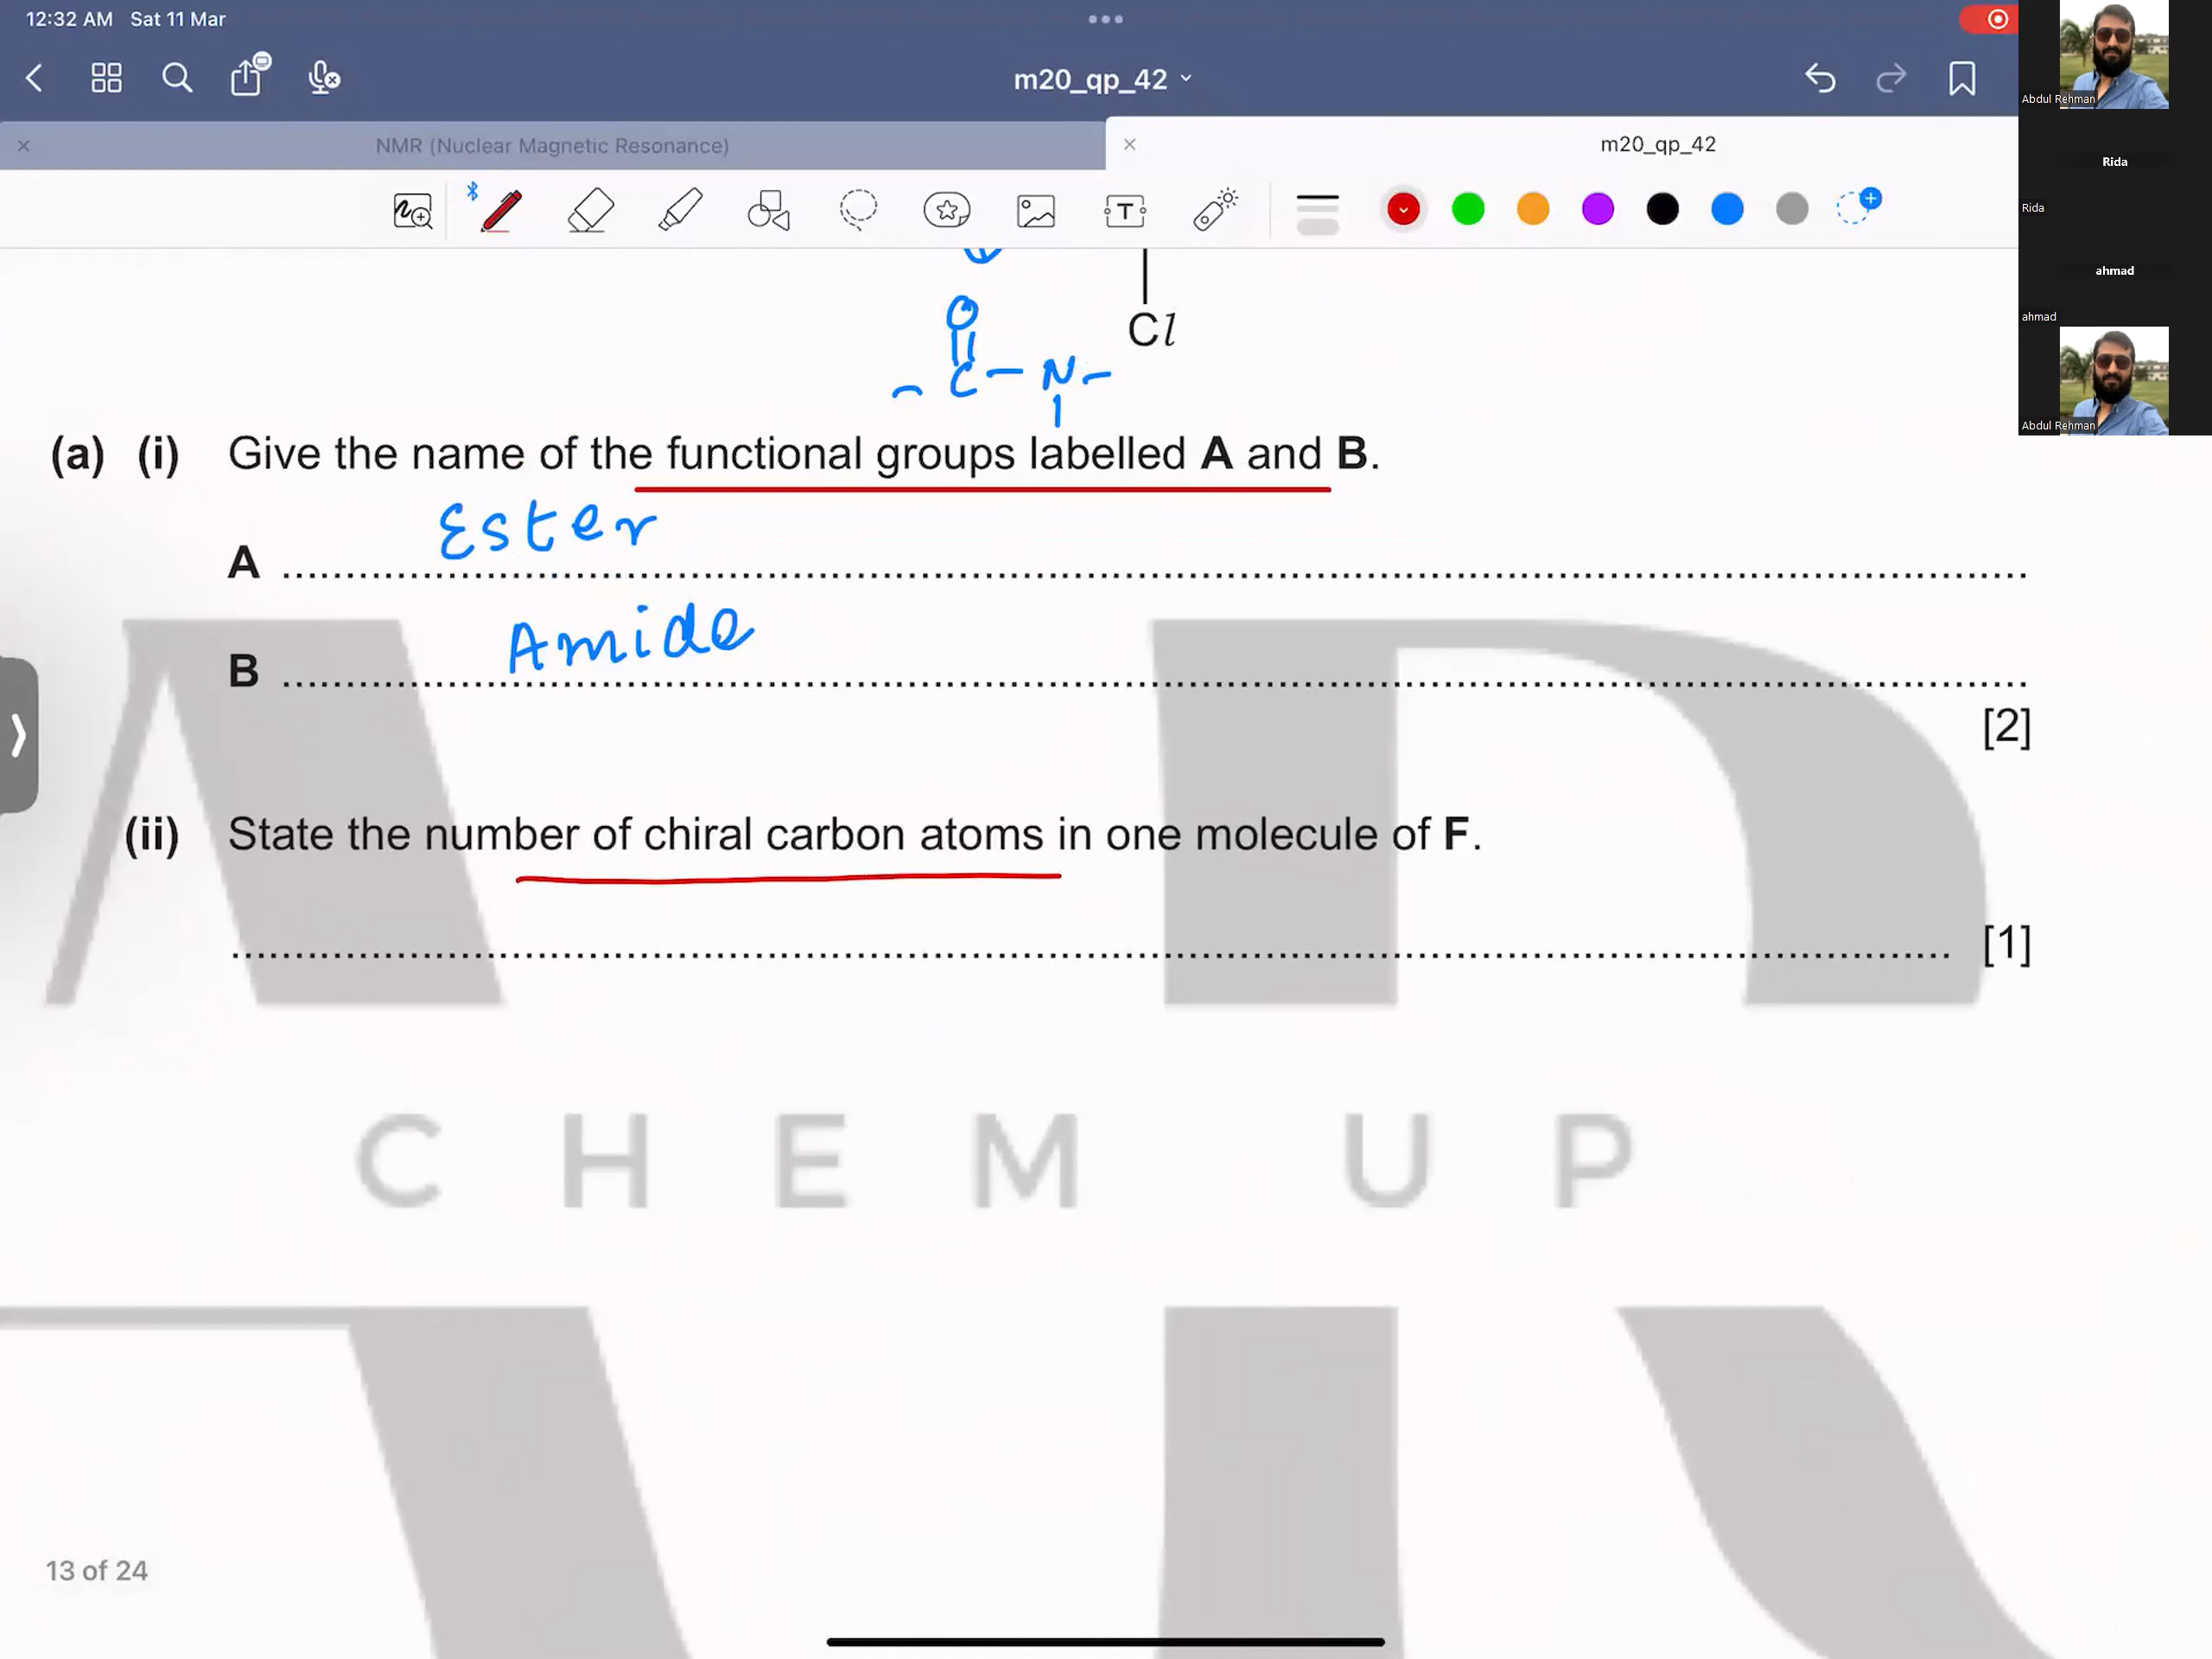 12:32 AM Sat 11 Mar
m20_qp_42
Abdul Rehman
NMR (Nuclear Magnetic Resonance)
m20_qp_42
Rida
Rida
T
ahmad
ahmad
O
Cl
- C - N -
Abdul Rehman
(a) (i) Give the name of the functional groups labelled A and B.
Ester
A
Amide
B
[2]
(ii) State the number of chiral carbon atoms in one molecule of F.
[1]
CHEM UP
13 of 24